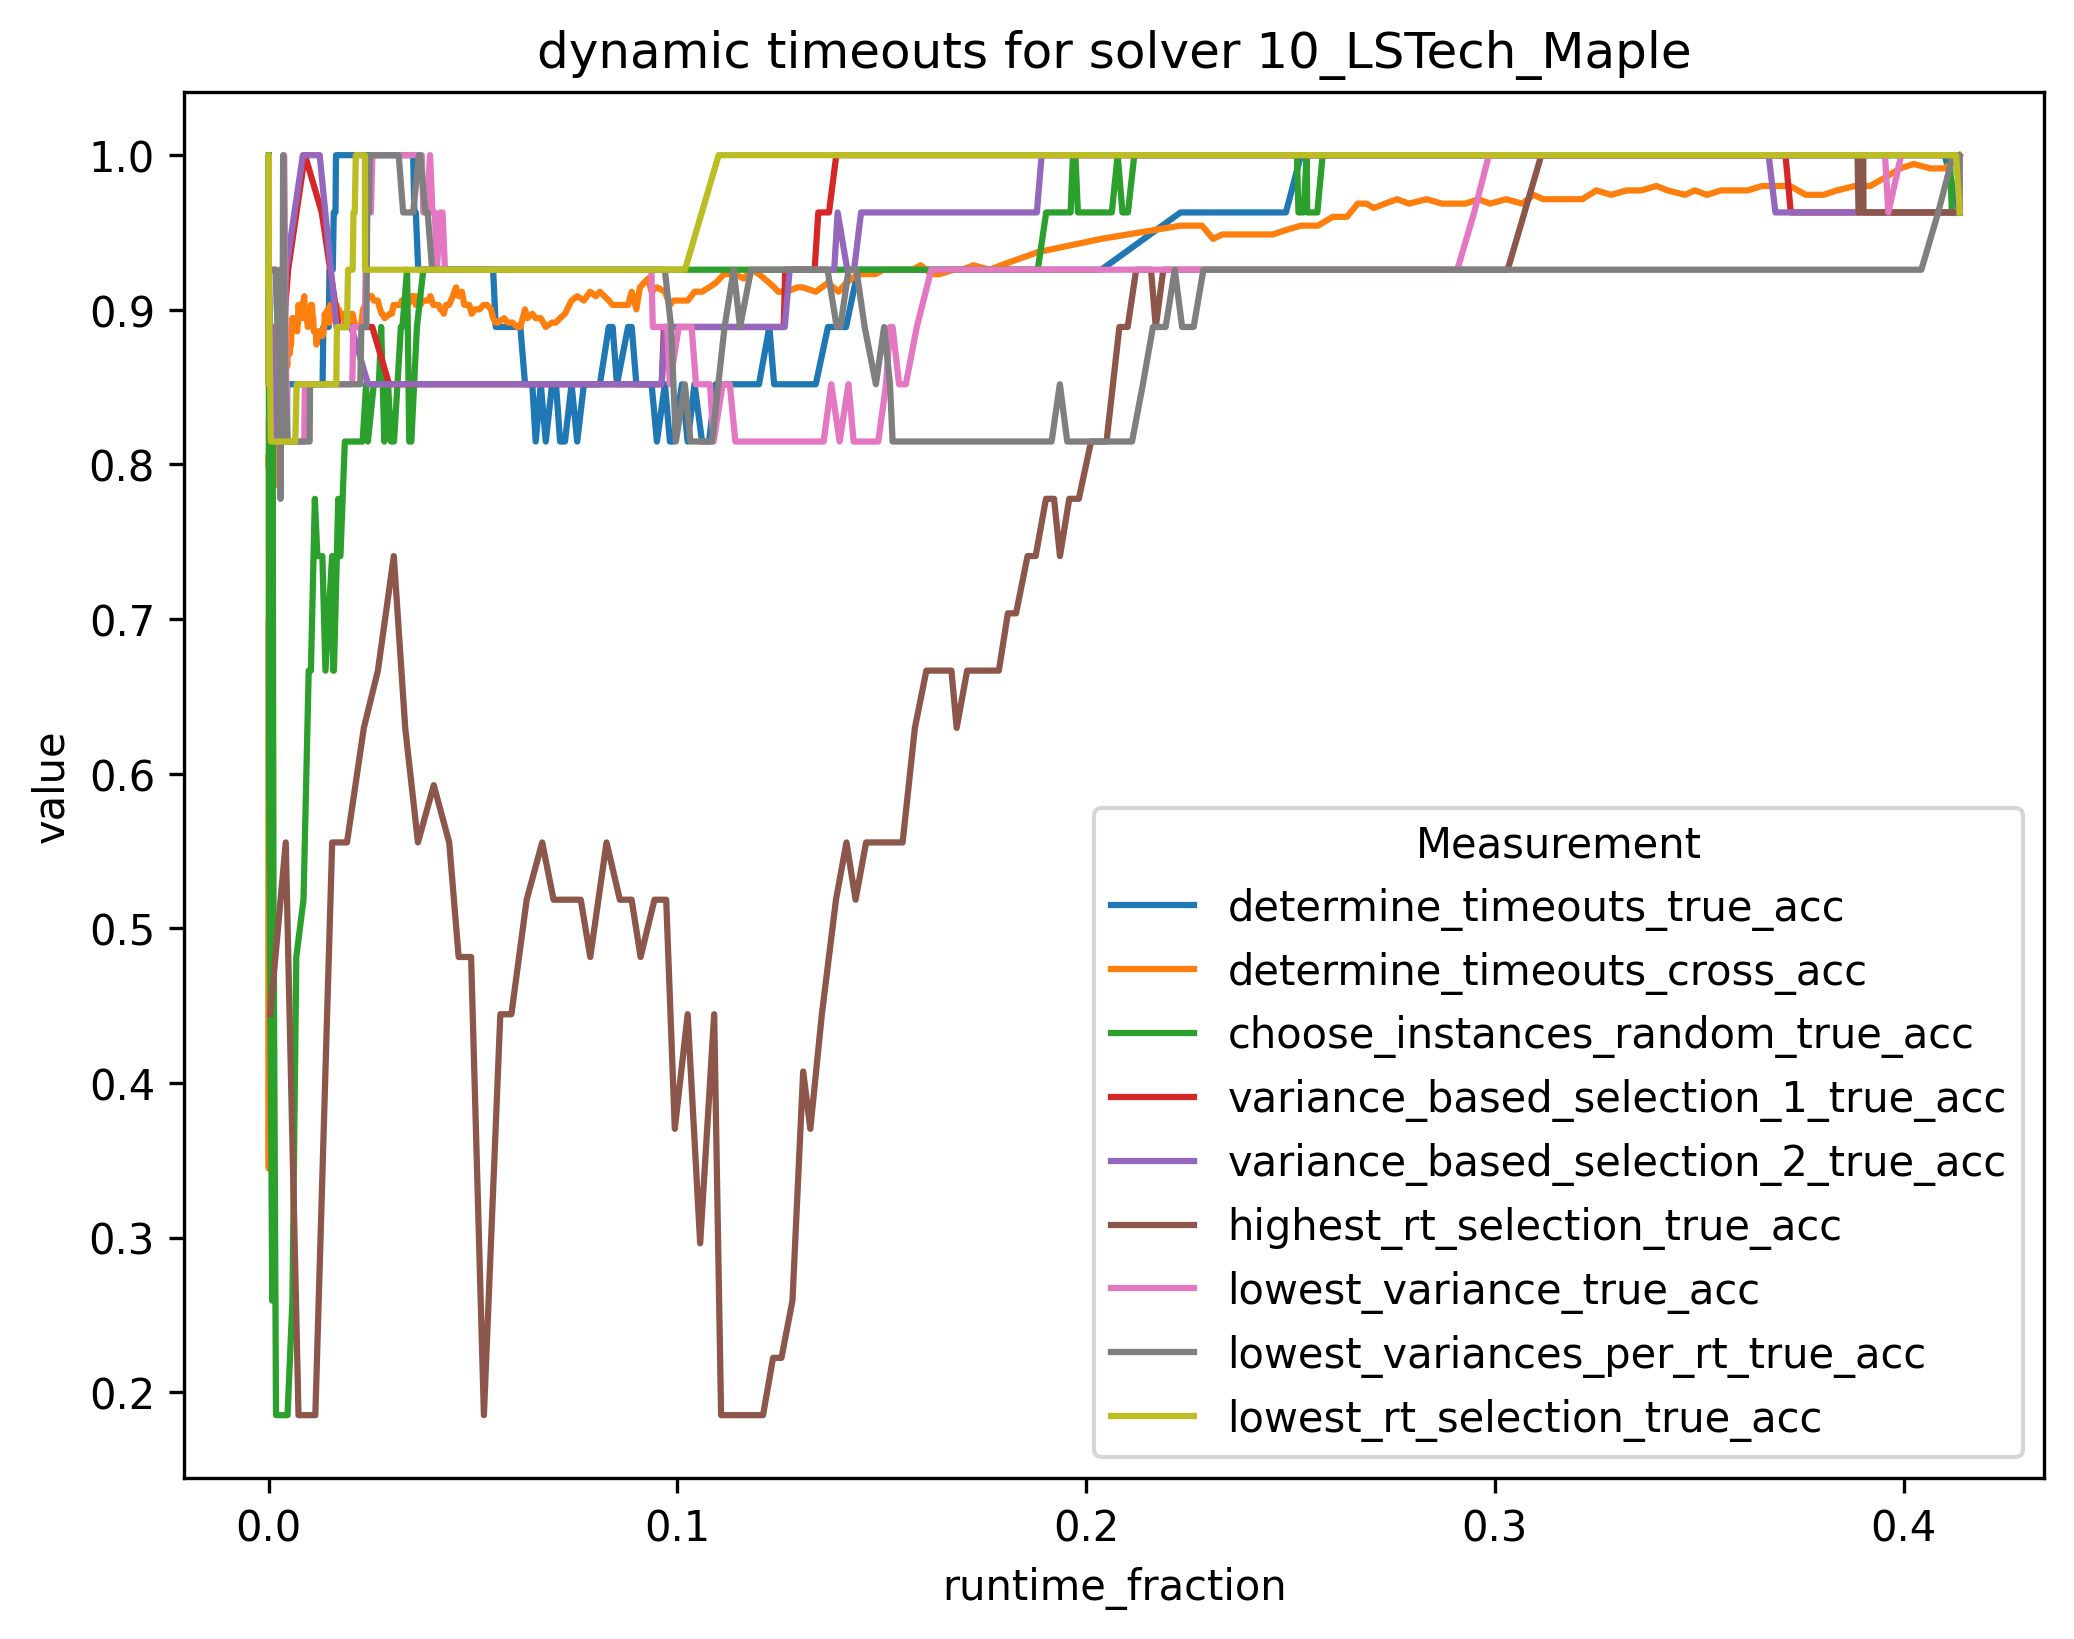 dynamic timeouts for solver 10_LSTech_Maple
1.0
0.9
0.8
0.7
0.6
0.5
0.4
0.3
0.2
value
Measurement
determine_timeouts_true_acc
determine_timeouts_cross_acc
choose_instances_random_true_acc
variance_based_selection_1_true_acc
variance_based_selection_2_true_acc
highest_rt_selection_true_acc
lowest_variance_true_acc
lowest_variances_per_rt_true_acc
lowest_rt_selection_true_acc
0.0 0.1 0.2 0.3 0.4
runtime_fraction